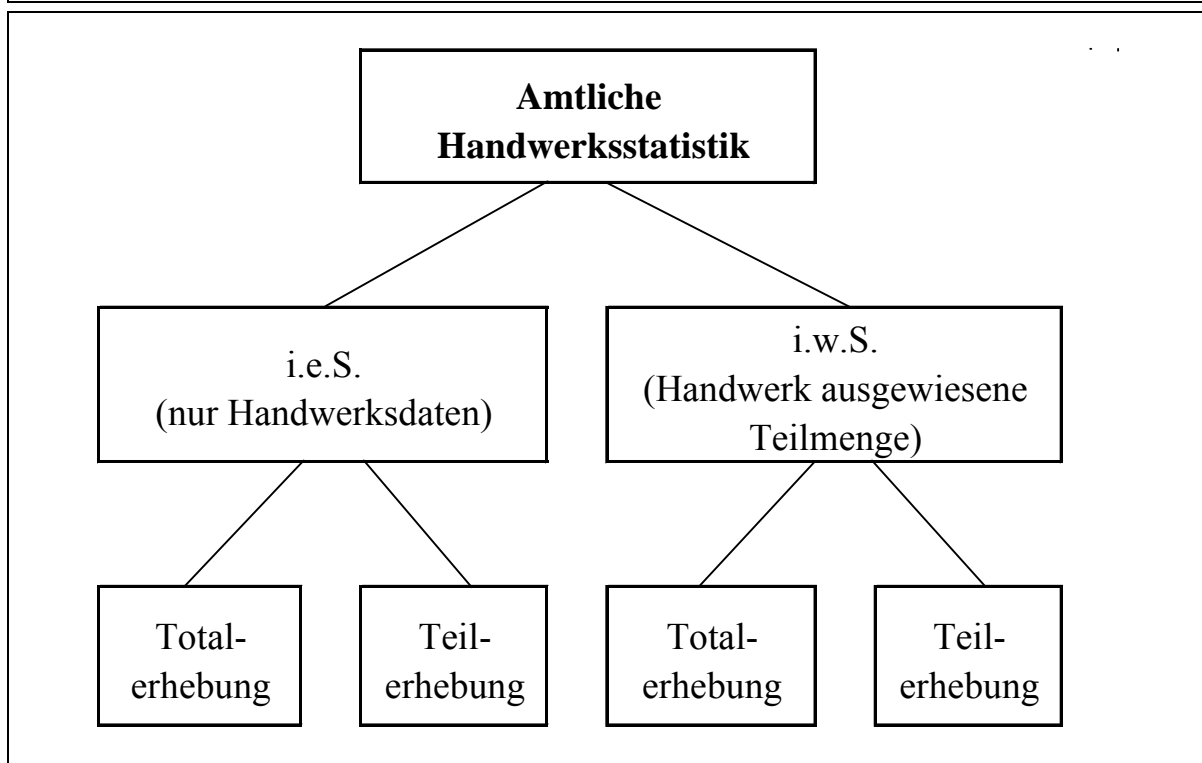 Amtliche
Handwerksstatistik
i.e.S.
(nur Handwerksdaten)
i.w.S.
(Handwerk ausgewiesene
Teilmenge)
Total-
erhebung
Teil-
erhebung
Total-
erhebung
Teil-
erhebung